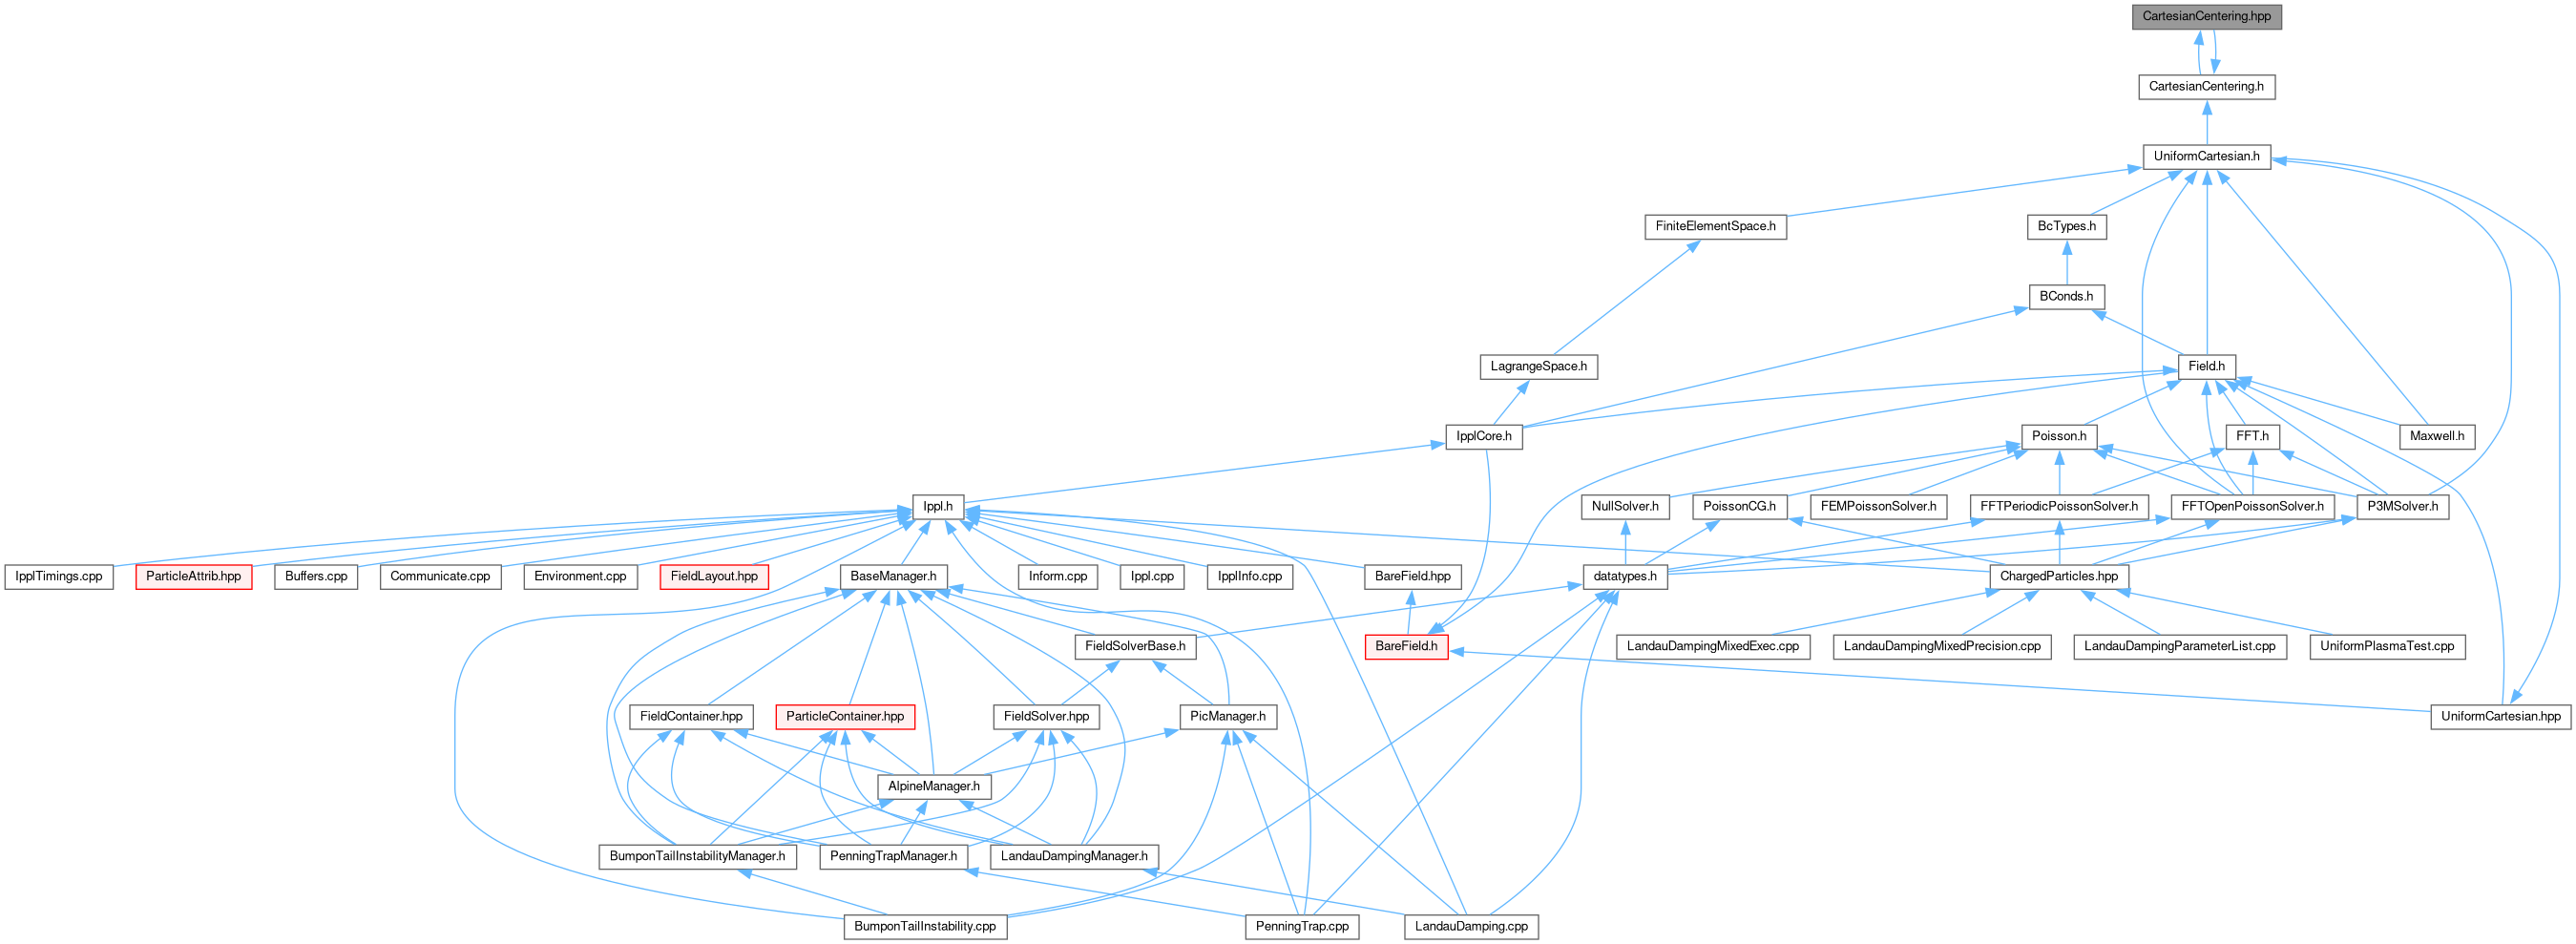 CartesianCentering.hpp
CartesianCentering.h
UniformCartesian.h
FiniteElementSpace.h
BcTypes.h
BConds.h
LagrangeSpace.h
Field.h
IpplCore.h
Poisson.h
FFT.h
Maxwell.h
Ippl.h
NullSolver.h
PoissonCG.h
FEMPoissonSolver.h
FFTPeriodicPoissonSolver.h
FFTOpenPoissonSolver.h
P3MSolver.h
IpplTimings.cpp
ParticleAttrib.hpp
Buffers.cpp
Communicate.cpp
Environment.cpp
FieldLayout.hpp
BaseManager.h
Inform.cpp
Ippl.cpp
IpplInfo.cpp
BareField.hpp
datatypes.h
ChargedParticles.hpp
FieldSolverBase.h
BareField.h
LandauDampingMixedExec.cpp
LandauDampingMixedPrecision.cpp
LandauDampingParameterList.cpp
UniformPlasmaTest.cpp
FieldContainer.hpp
ParticleContainer.hpp
FieldSolver.hpp
PicManager.h
UniformCartesian.hpp
AlpineManager.h
BumponTailInstabilityManager.h
PenningTrapManager.h
LandauDampingManager.h
BumponTailInstability.cpp
PenningTrap.cpp
LandauDamping.cpp